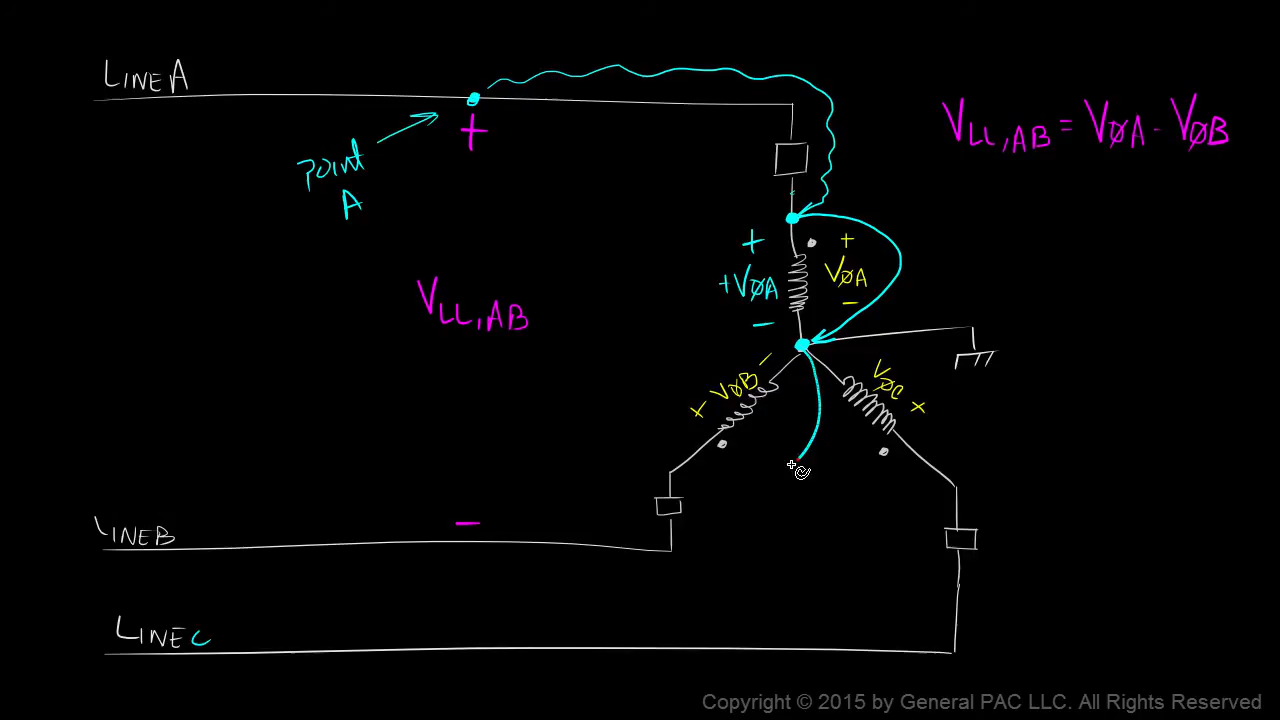 LINE A
VLL,AB = VØA - VØB
+
point
A
+ +
VØA
+VØA
- -
VLL,AB
-
+ VØB
VØC
+
-
LINE B
LINE C
Copyright © 2015 by General PAC LLC. All Rights Reserved